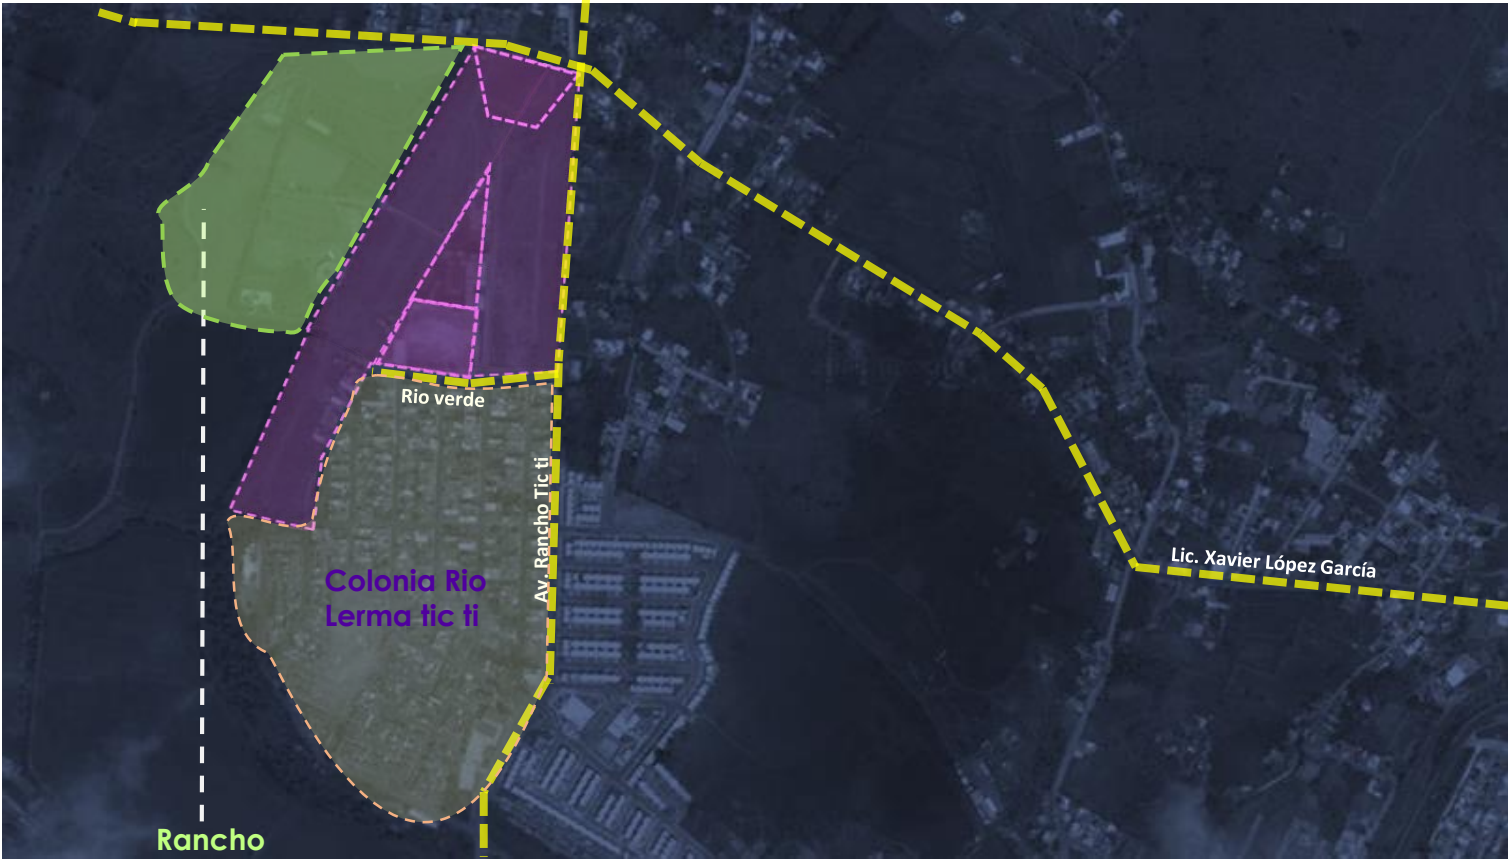 Rio verde
Av. Rancho Tic ti
Lic. Xavier López García
Colonia Rio
Lerma tic ti
Rancho